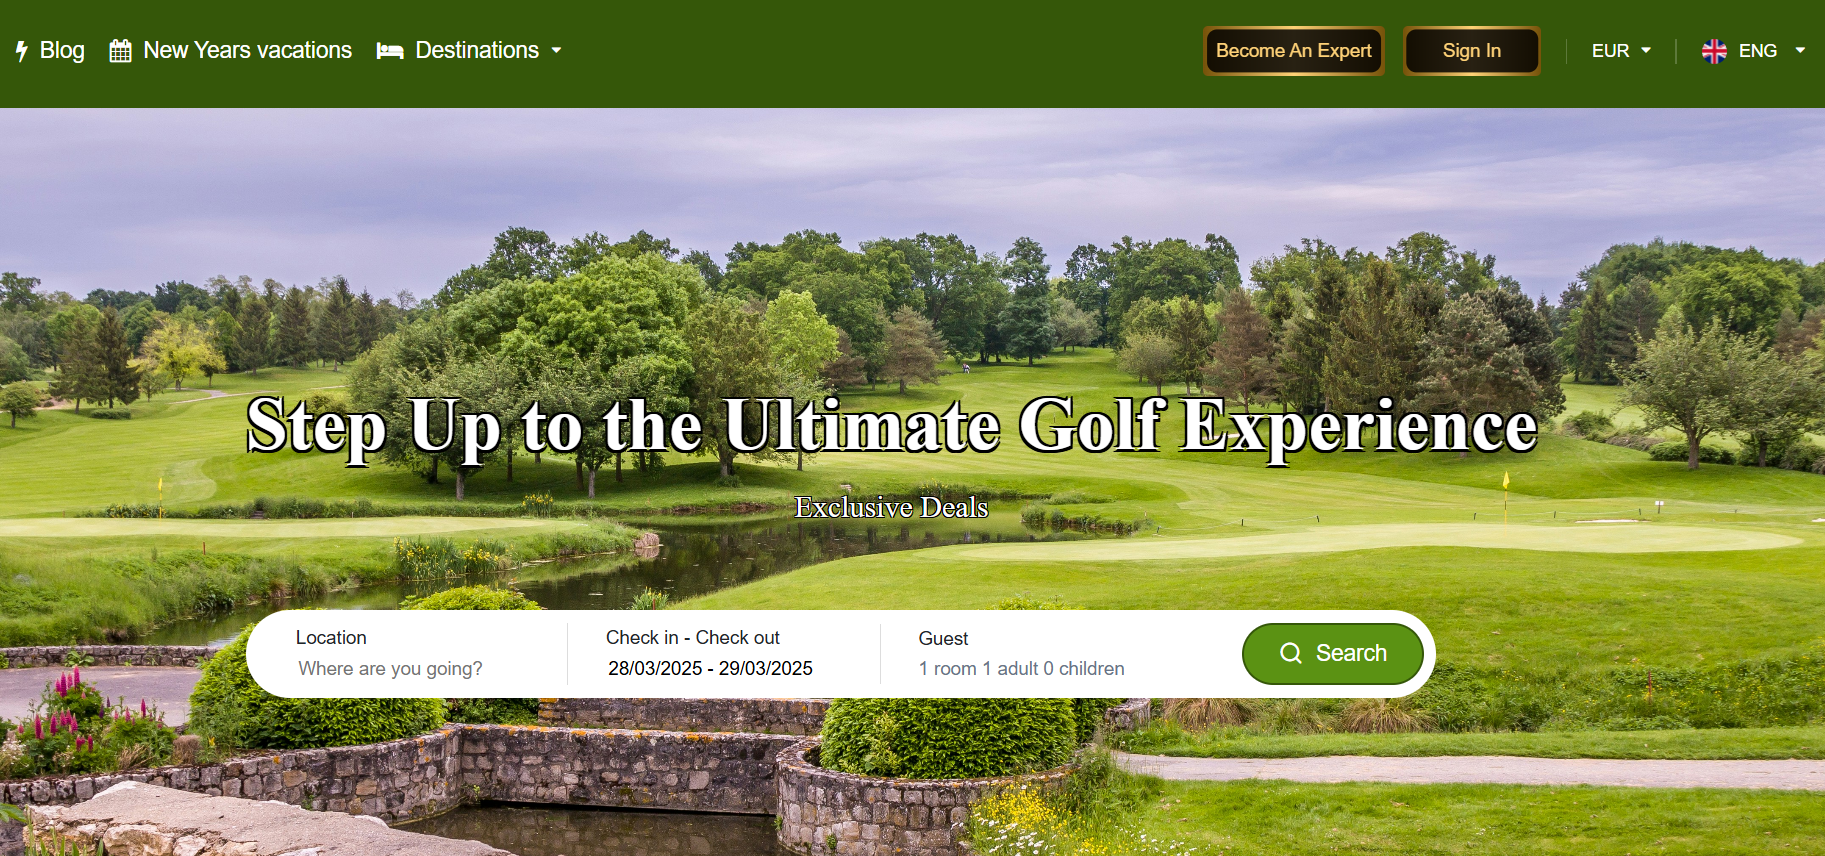 Blog New Years vacations Destinations Become An Expert Sign In EUR ENG
Step Up to the Ultimate Golf Experience
Exclusive Deals
Location Check in - Check out Guest
Where are you going? 28/03/2025 - 29/03/2025 1 room 1 adult 0 children
Search